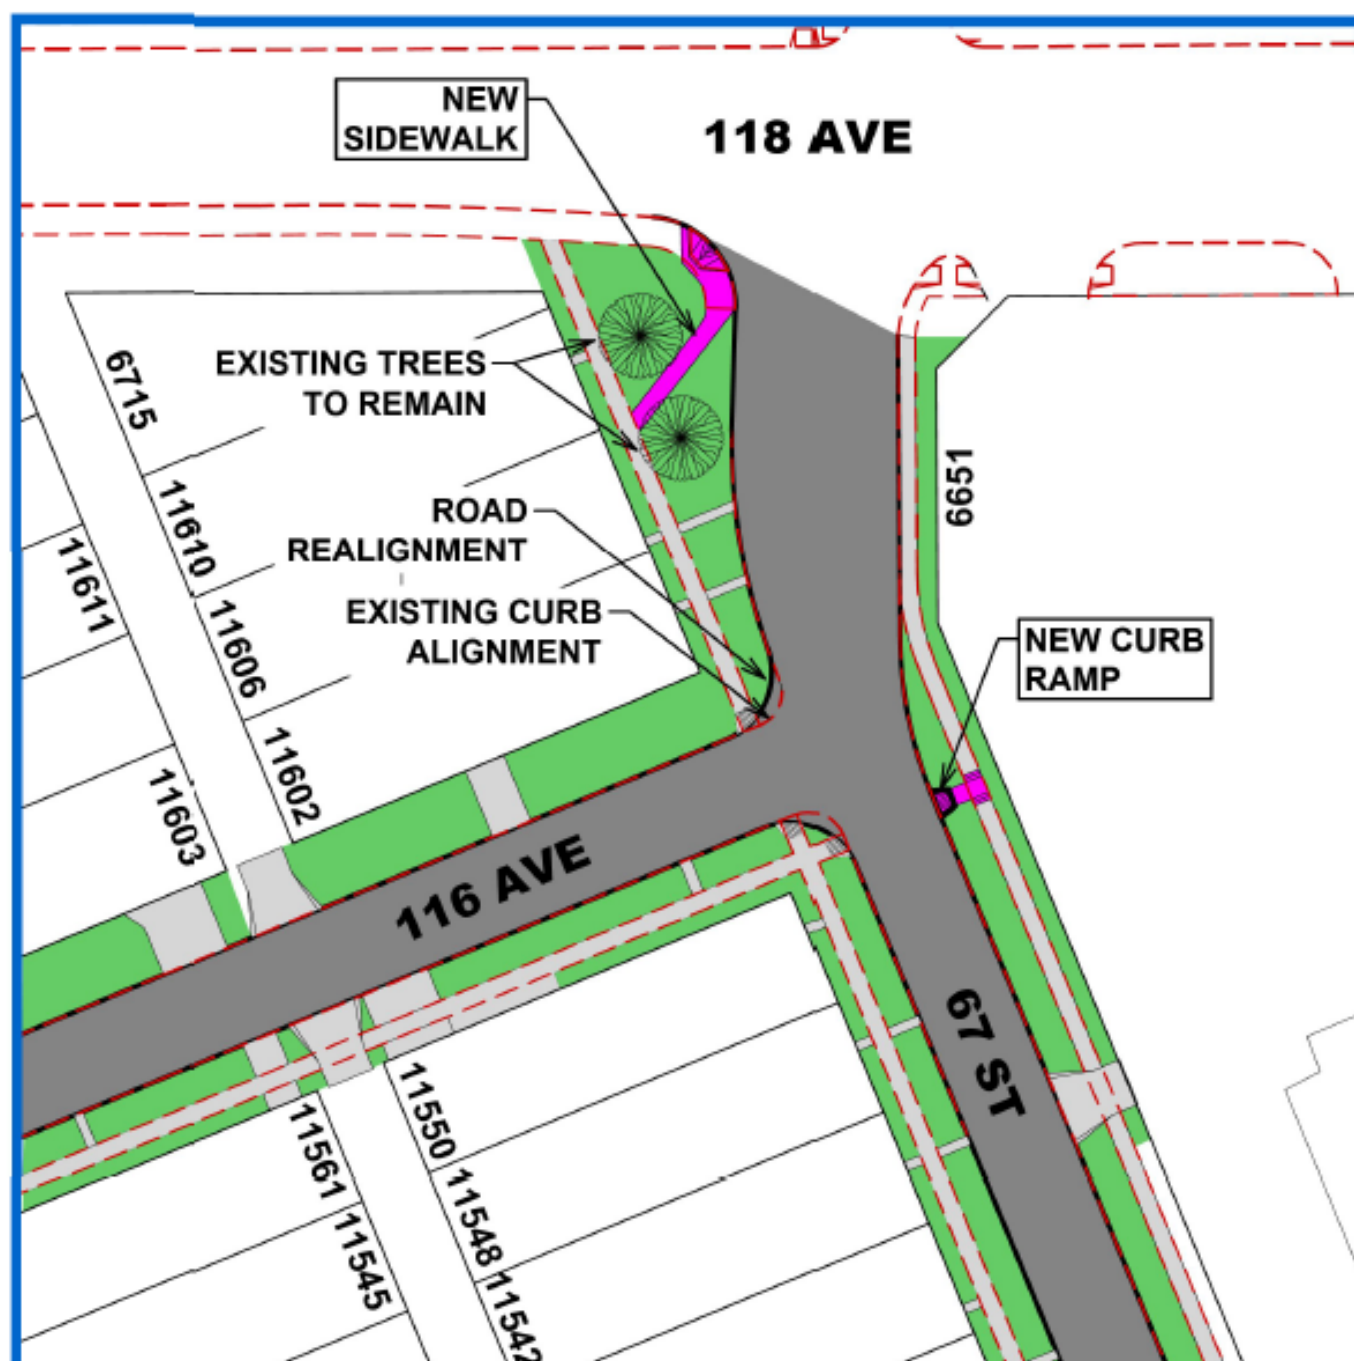 NEW
SIDEWALK
118 AVE
EXISTING TREES
TO REMAIN
6715
11610
11611
11606
11602
11603
ROAD
REALIGNMENT
EXISTING CURB
ALIGNMENT
6651
NEW CURB
RAMP
116 AVE
67 ST
11550
11548
11542
11561
11545